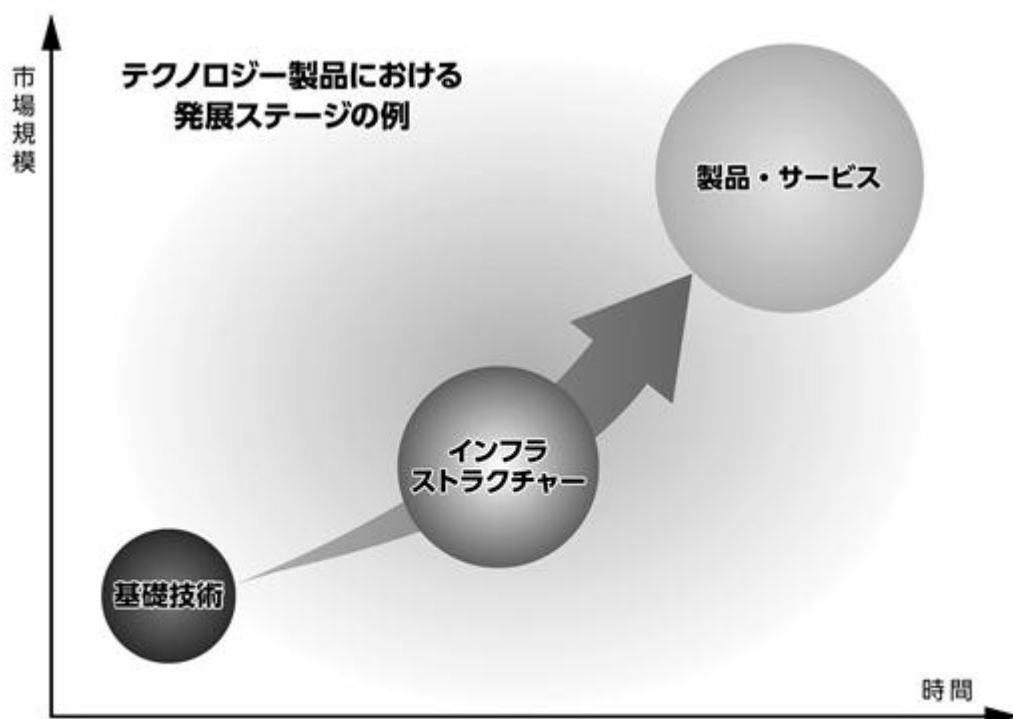 市場規模
テクノロジー製品における
発展ステージの例
製品・サービス
インフラ
ストラクチャー
基礎技術
時間